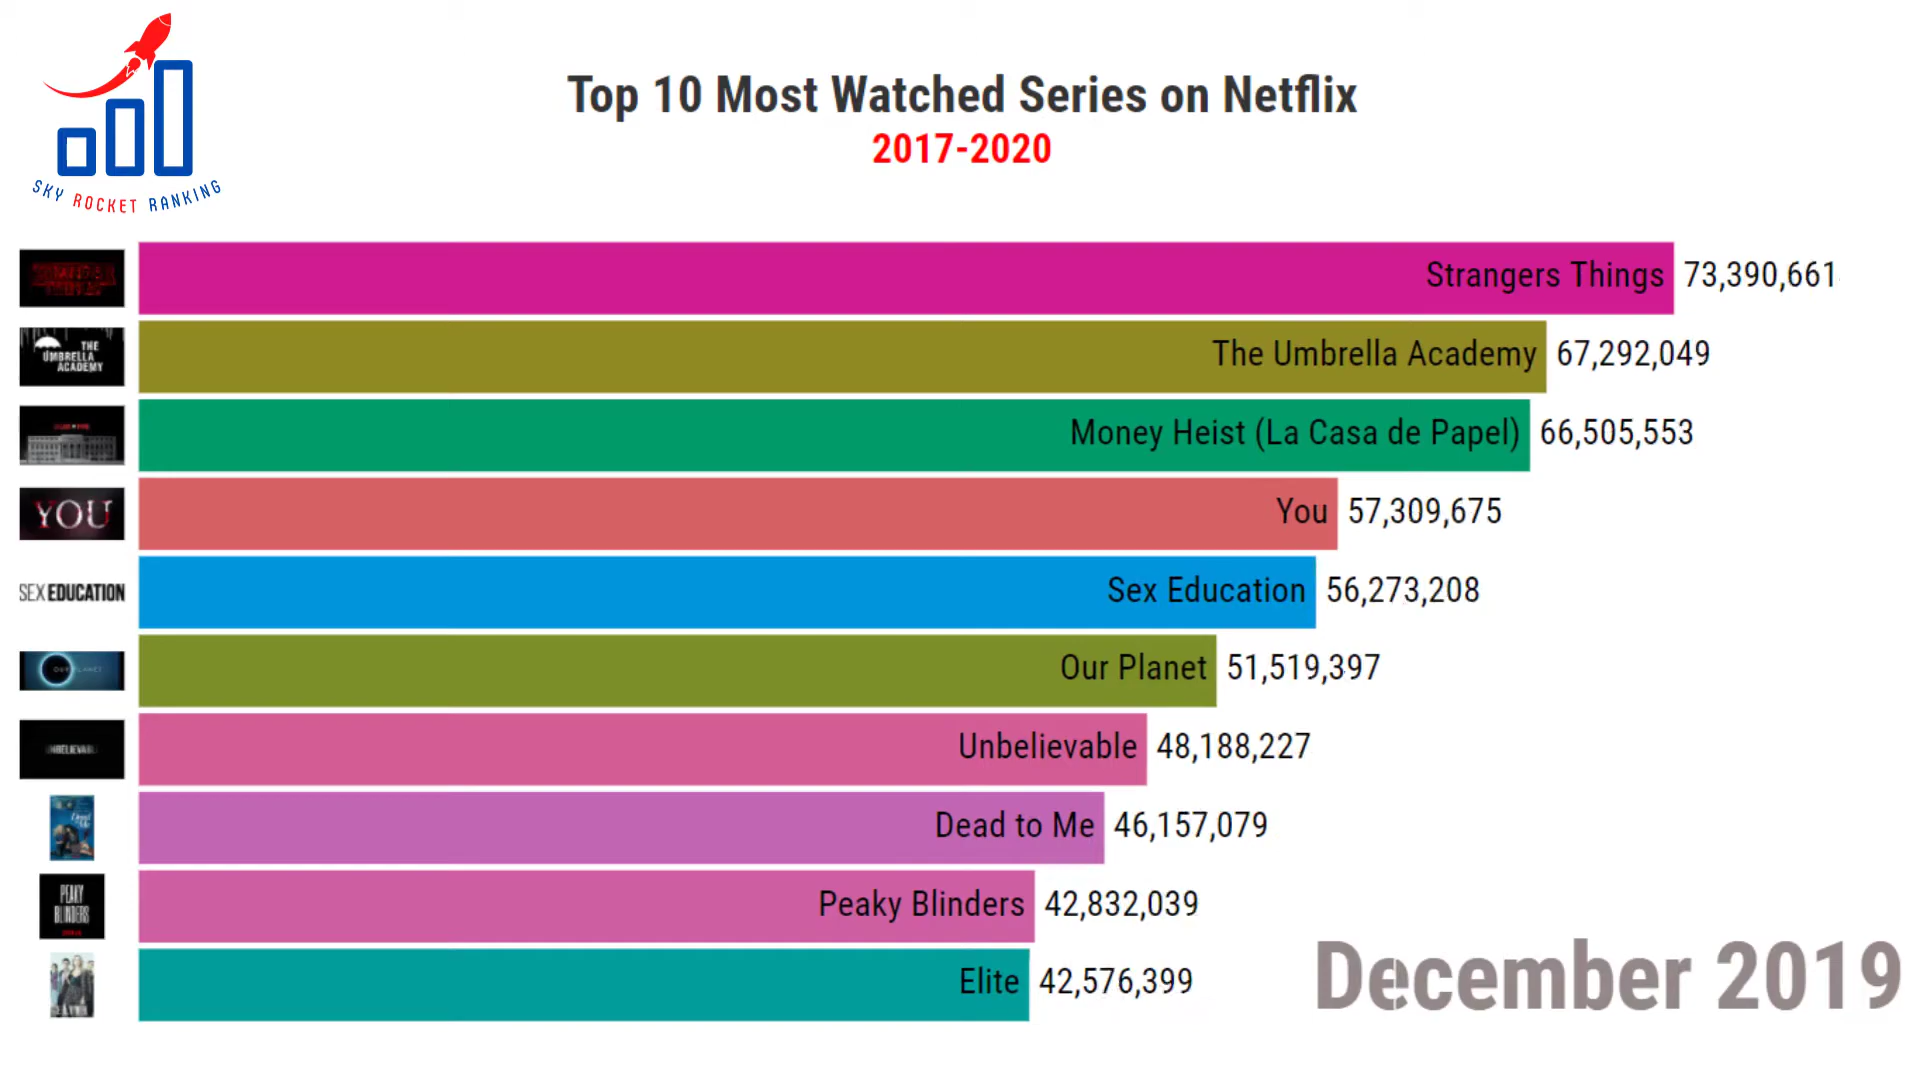 SKY ROCKET RANKING
Top 10 Most Watched Series on Netflix
2017-2020
Strangers Things 73,390,661
THE
UMBRELLA
ACADEMY
The Umbrella Academy 67,292,049
Money Heist (La Casa de Papel) 66,505,553
YOU
You 57,309,675
SEX EDUCATION
Sex Education 56,273,208
OUR PLANET
Our Planet 51,519,397
Unbelievable 48,188,227
Dead to Me 46,157,079
PEAKY
BLINDERS
Peaky Blinders 42,832,039
Elite 42,576,399
December 2019